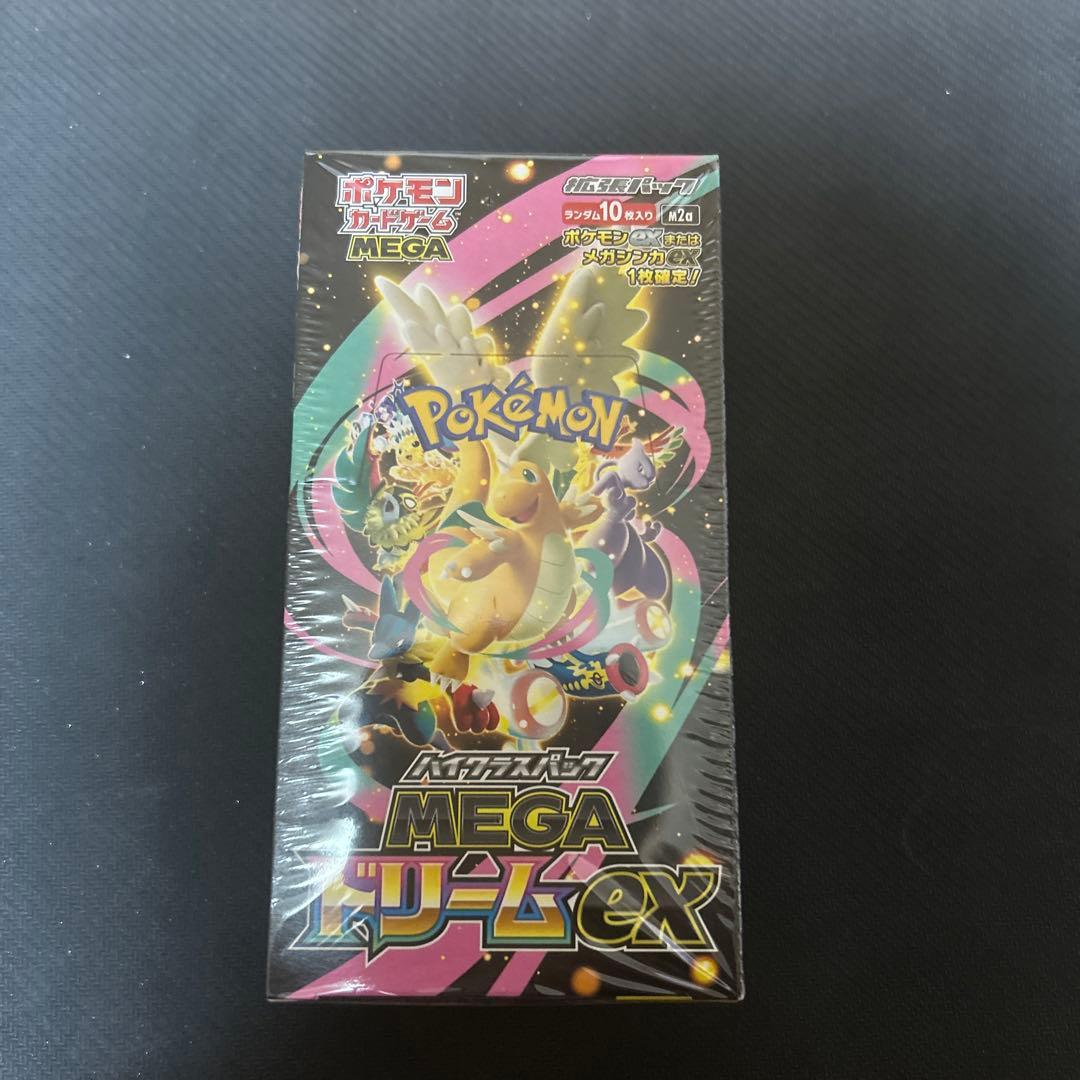 ポケモン
カードゲーム
MEGA
拡張パック
ランダム10枚入り M2a
ポケモンexまたは
メガシンカex
1枚確定!
POKéMON
ハイクラスパック
MEGA
ドリームex